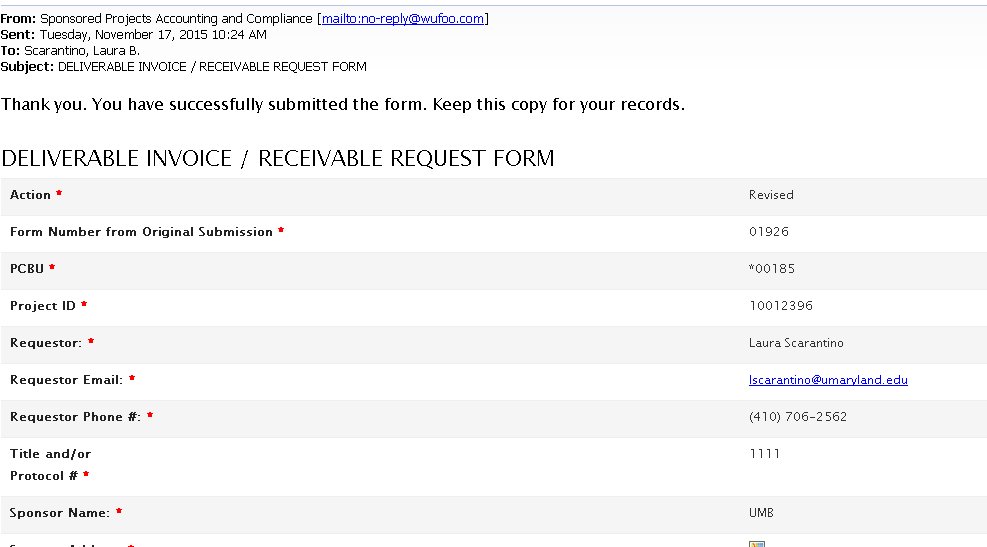 From: Sponsored Projects Accounting and Compliance [mailto:no-reply@wufoo.com]
Sent: Tuesday, November 17, 2015 10:24 AM
To: Scarantino, Laura B.
Subject: DELIVERABLE INVOICE / RECEIVABLE REQUEST FORM
Thank you. You have successfully submitted the form. Keep this copy for your records.
DELIVERABLE INVOICE / RECEIVABLE REQUEST FORM
Action * Revised
Form Number from Original Submission * 01926
PCBU * *00185
Project ID * 10012396
Requestor: * Laura Scarantino
Requestor Email: * lscarantino@umaryland.edu
Requestor Phone #: * (410) 706-2562
Title and/or 1111
Protocol # *
Sponsor Name: * UMB